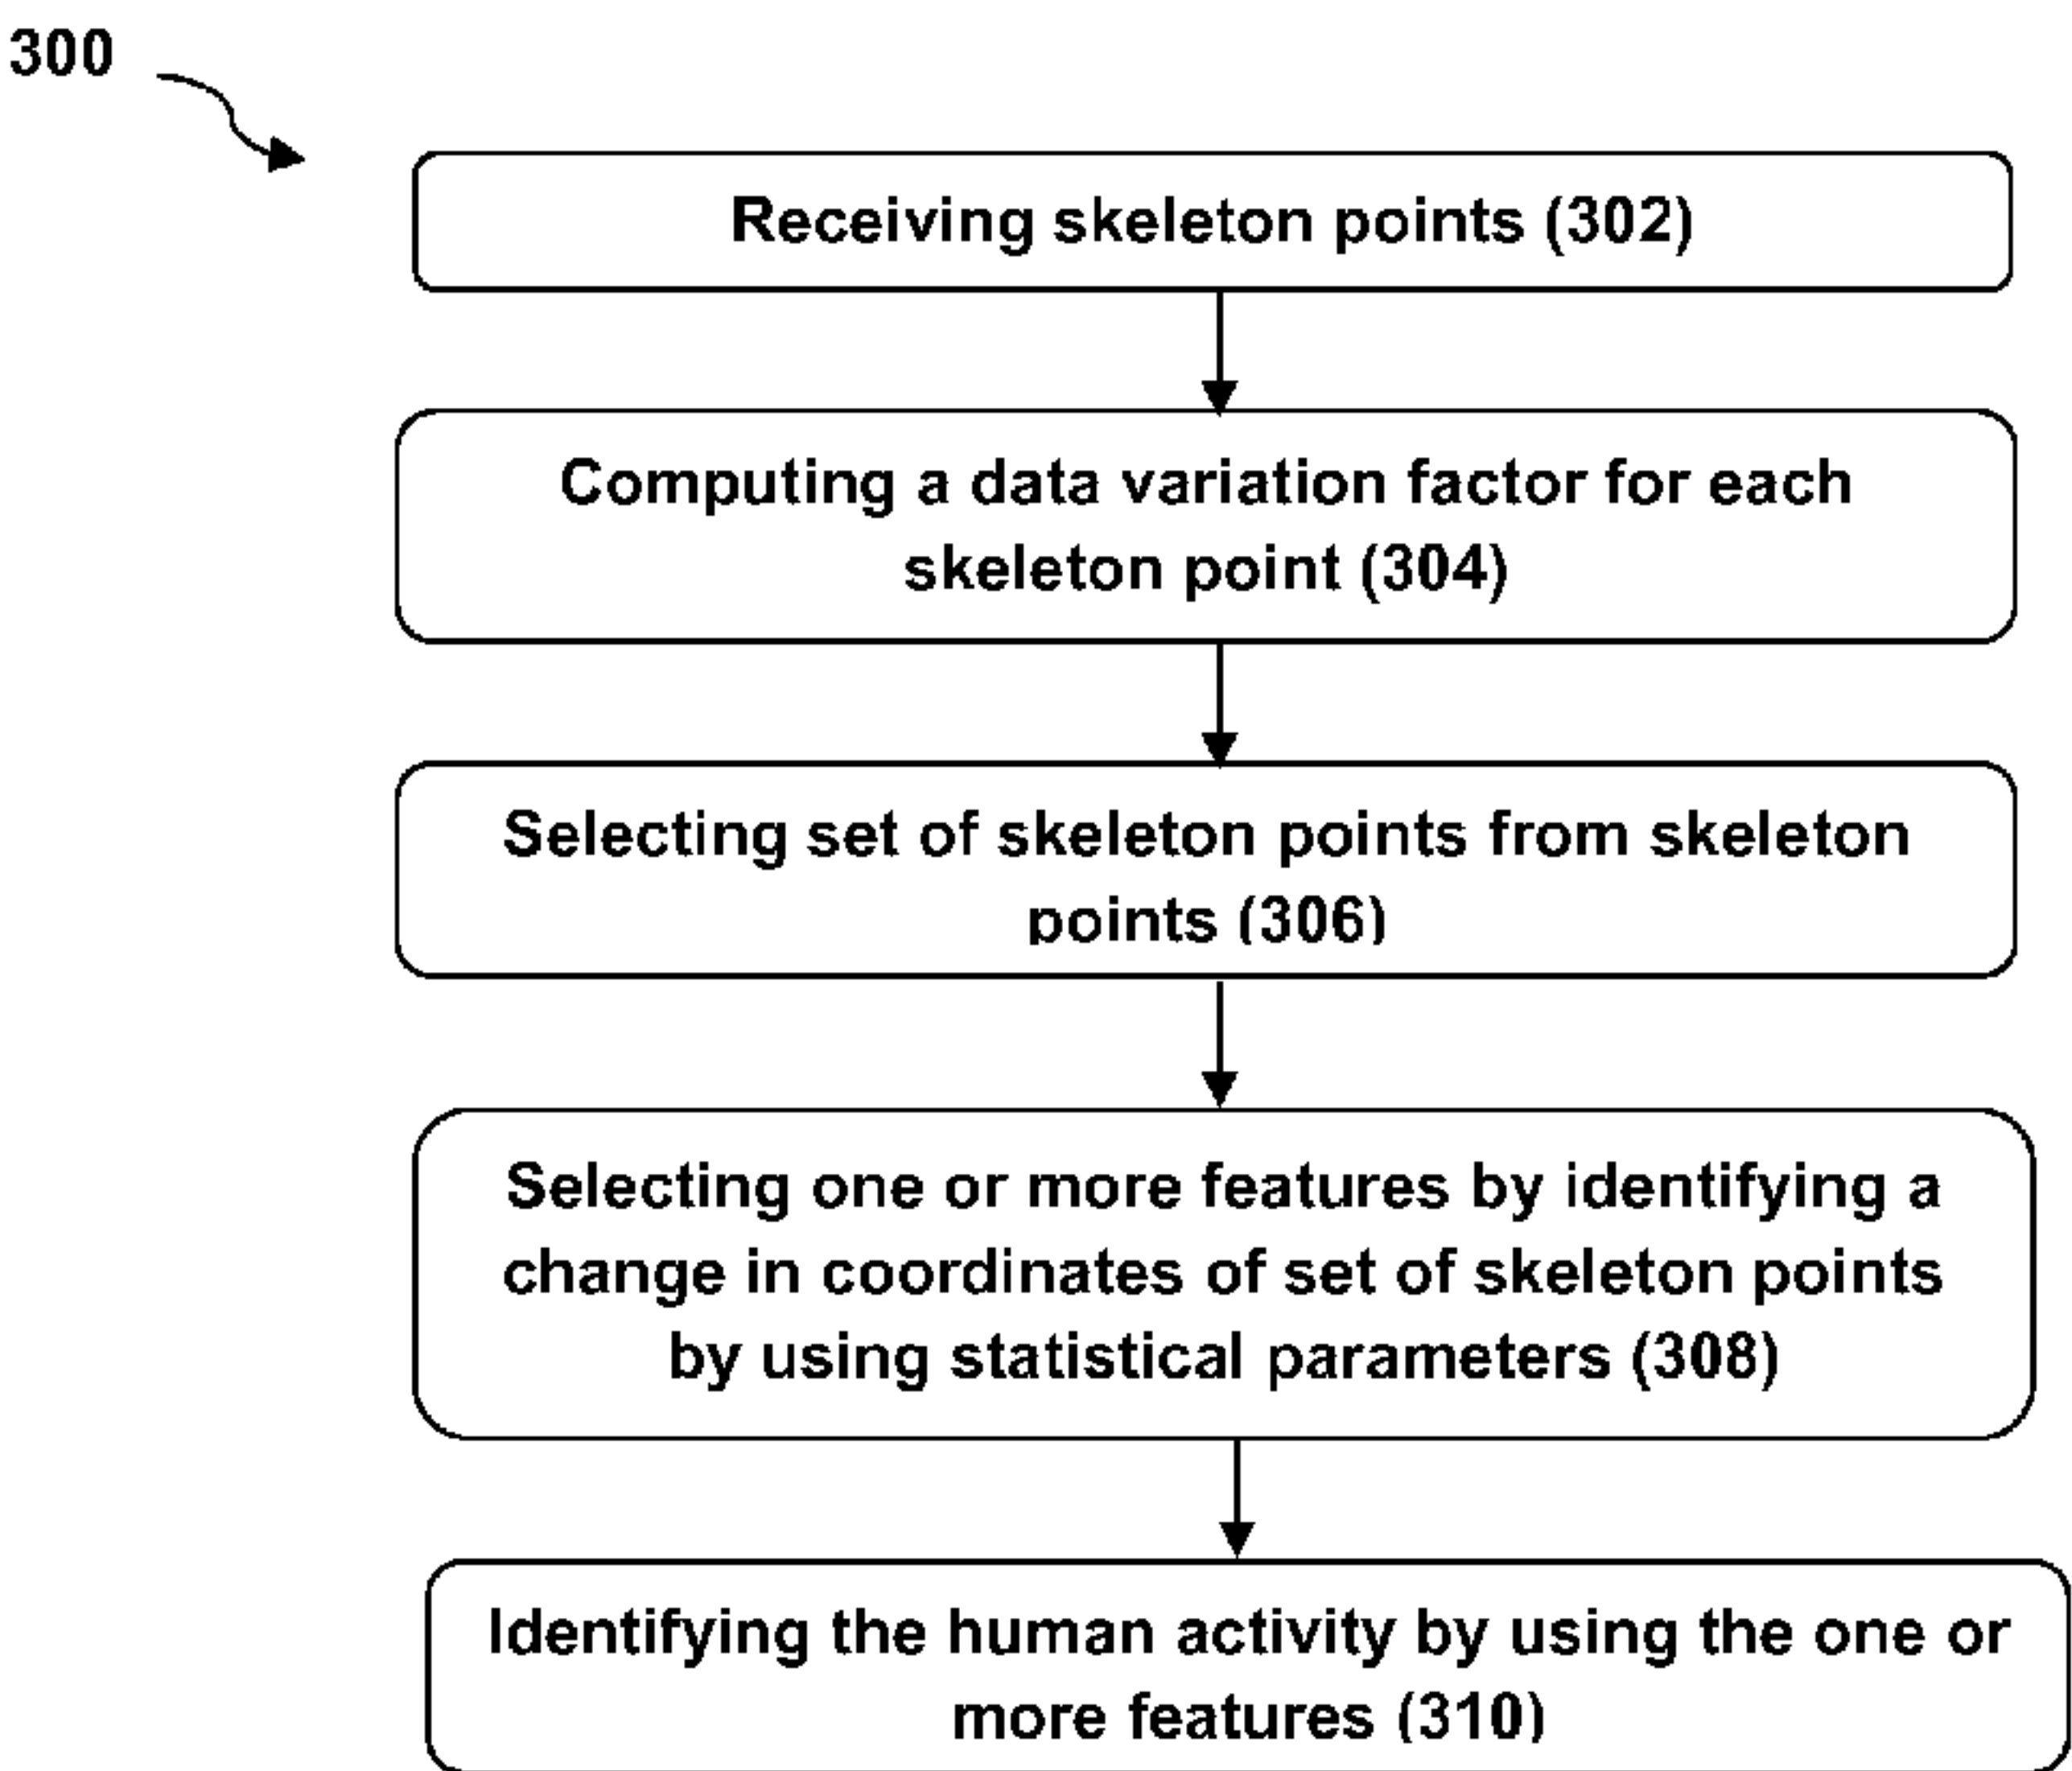 300
Receiving skeleton points (302)
Computing a data variation factor for each
skeleton point (304)
Selecting set of skeleton points from skeleton
points (306)
Selecting one or more features by identifying a
change in coordinates of set of skeleton points
by using statistical parameters (308)
Identifying the human activity by using the one or
more features (310)